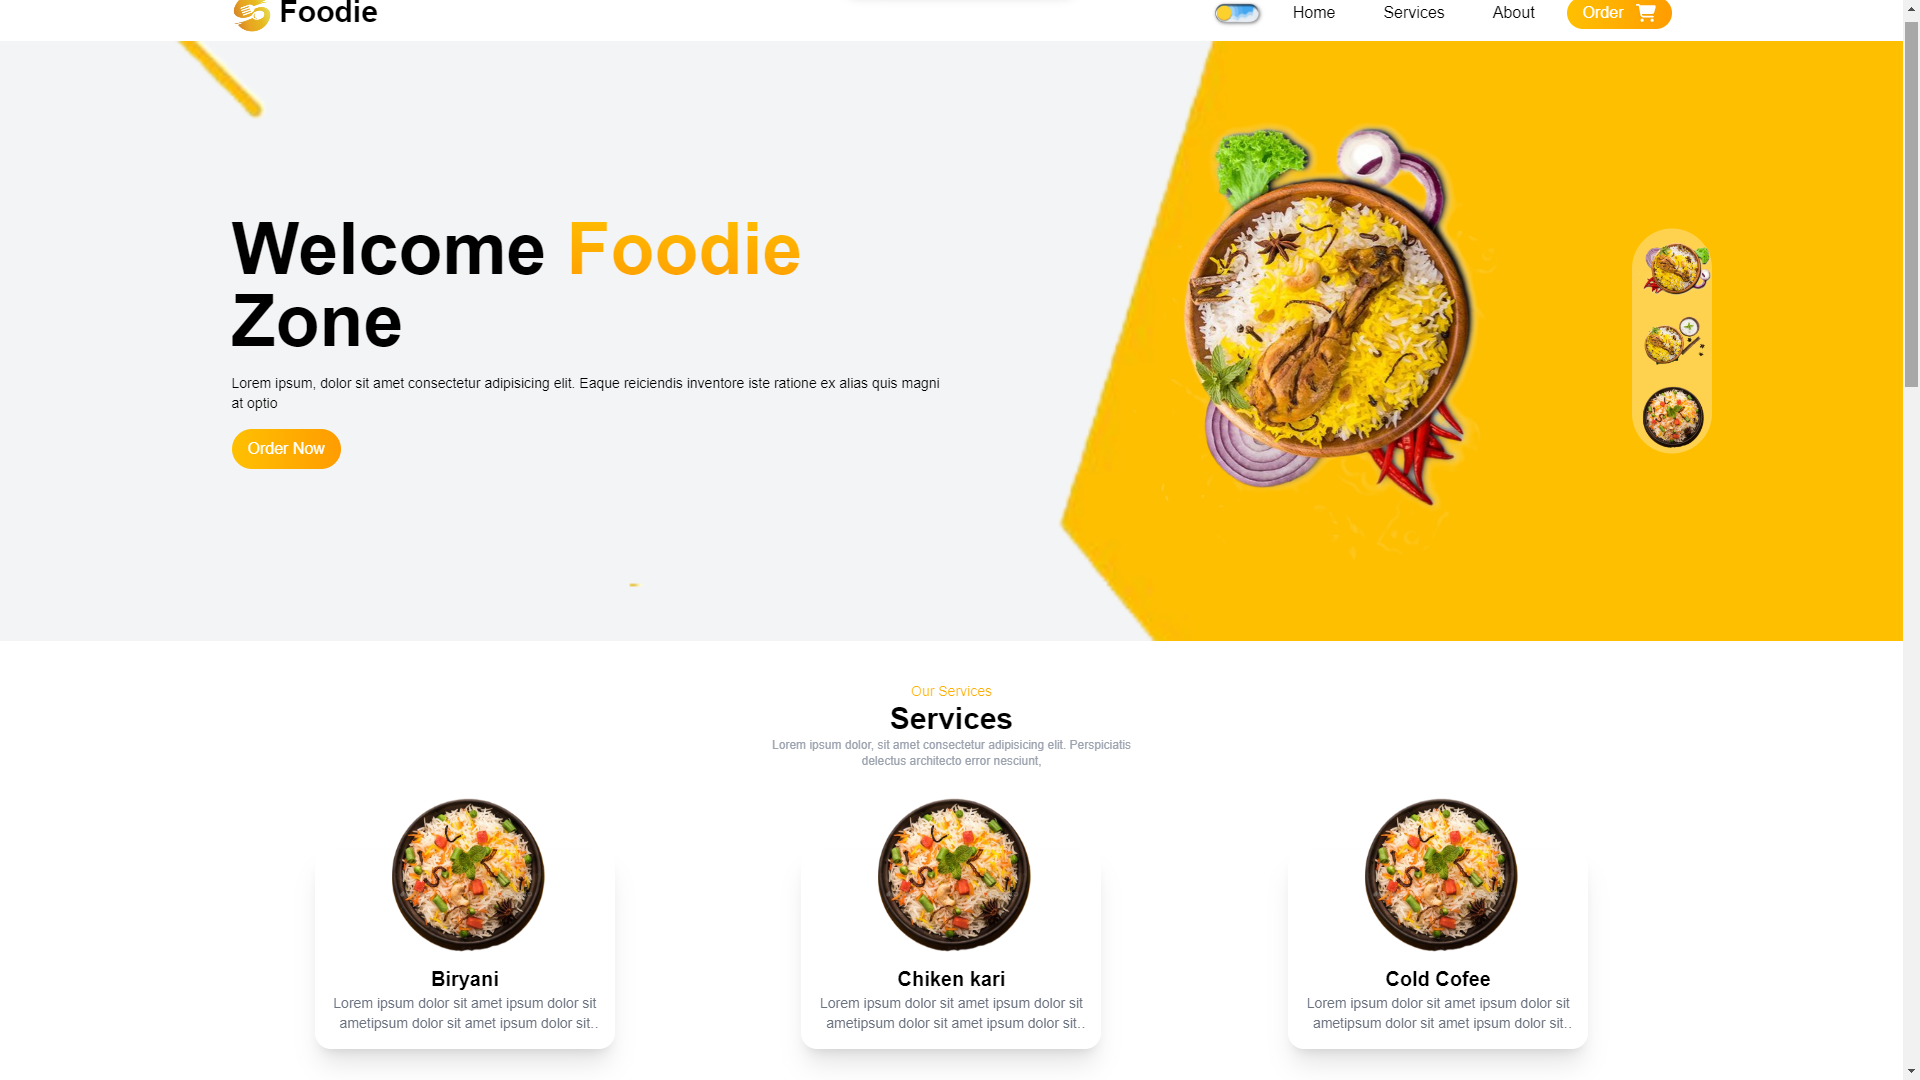 Foodie
Home
Services
About
Order
Welcome Foodie
Zone
Lorem ipsum, dolor sit amet consectetur adipisicing elit. Eaque reiciendis inventore iste ratione ex alias quis magni
at optio
Order Now
Our Services
Services
Lorem ipsum dolor, sit amet consectetur adipisicing elit. Perspiciatis
delectus architecto error nesciunt,
Biryani
Lorem ipsum dolor sit amet ipsum dolor sit
ametipsum dolor sit amet ipsum dolor sit..
Chiken kari
Lorem ipsum dolor sit amet ipsum dolor sit
ametipsum dolor sit amet ipsum dolor sit..
Cold Cofee
Lorem ipsum dolor sit amet ipsum dolor sit
ametipsum dolor sit amet ipsum dolor sit..